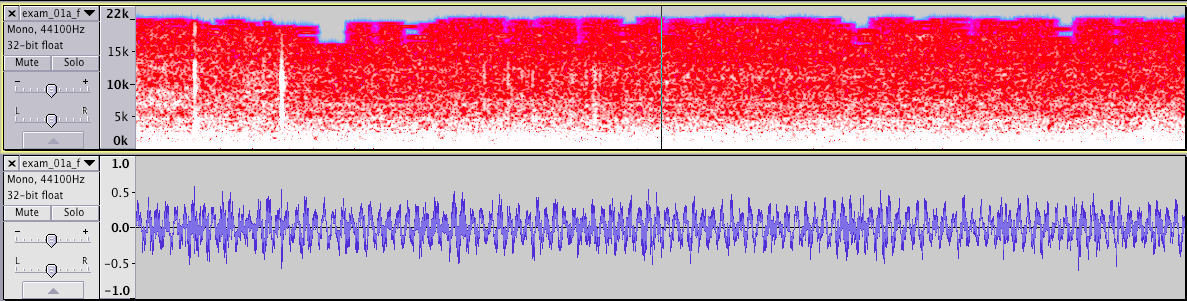 exam_01a_f
Mono, 44100Hz
32-bit float
Mute Solo
- +
L R
22k
15k
10k
5k
0k
exam_01a_f
Mono, 44100Hz
32-bit float
Mute Solo
- +
L R
1.0
0.5
0.0
-0.5
-1.0